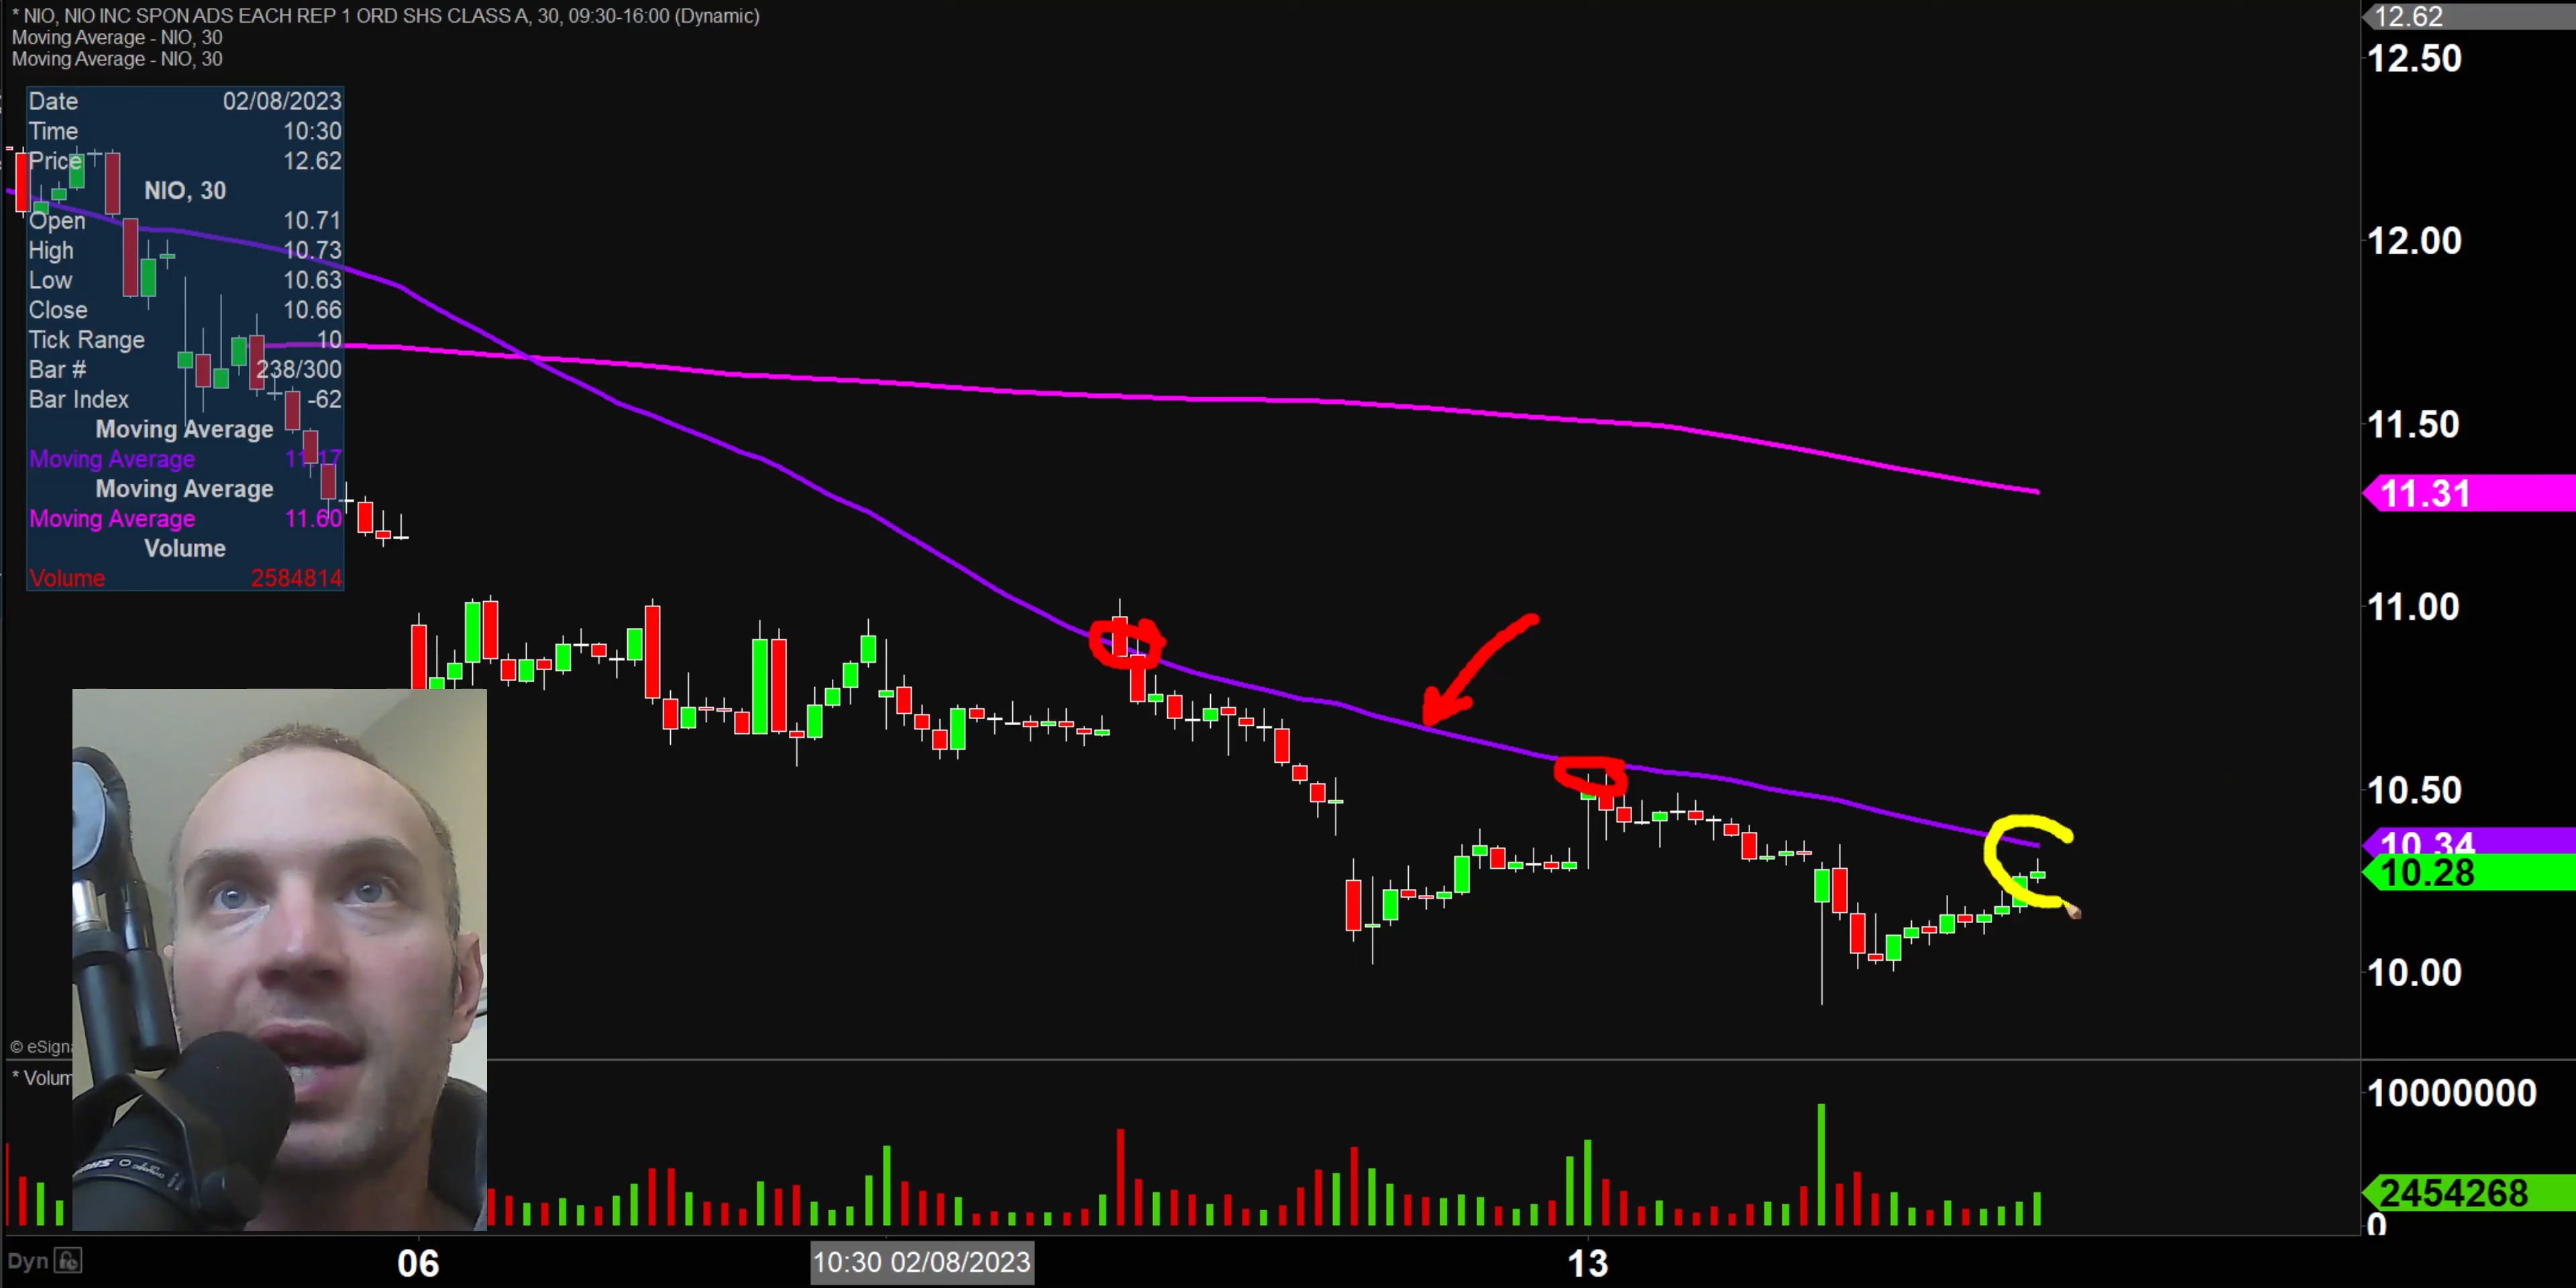 * NIO, NIO INC SPON ADS EACH REP 1 ORD SHS CLASS A, 30, 09:30-16:00 (Dynamic)
Moving Average - NIO, 30
Moving Average - NIO, 30
Date 02/08/2023
Time 10:30
Price 12.62
NIO, 30
Open 10.71
High 10.73
Low 10.63
Close 10.66
Tick Range 10
Bar # 238/300
Bar Index -62
Moving Average
Moving Average 11.17
Moving Average
Moving Average 11.60
Volume
Volume 2584814
12.62
12.50
12.00
11.50
11.31
11.00
10.50
10.34
10.28
10.00
© eSigna
* Volum
10000000
2454268
0
Dyn
06
10:30 02/08/2023
13